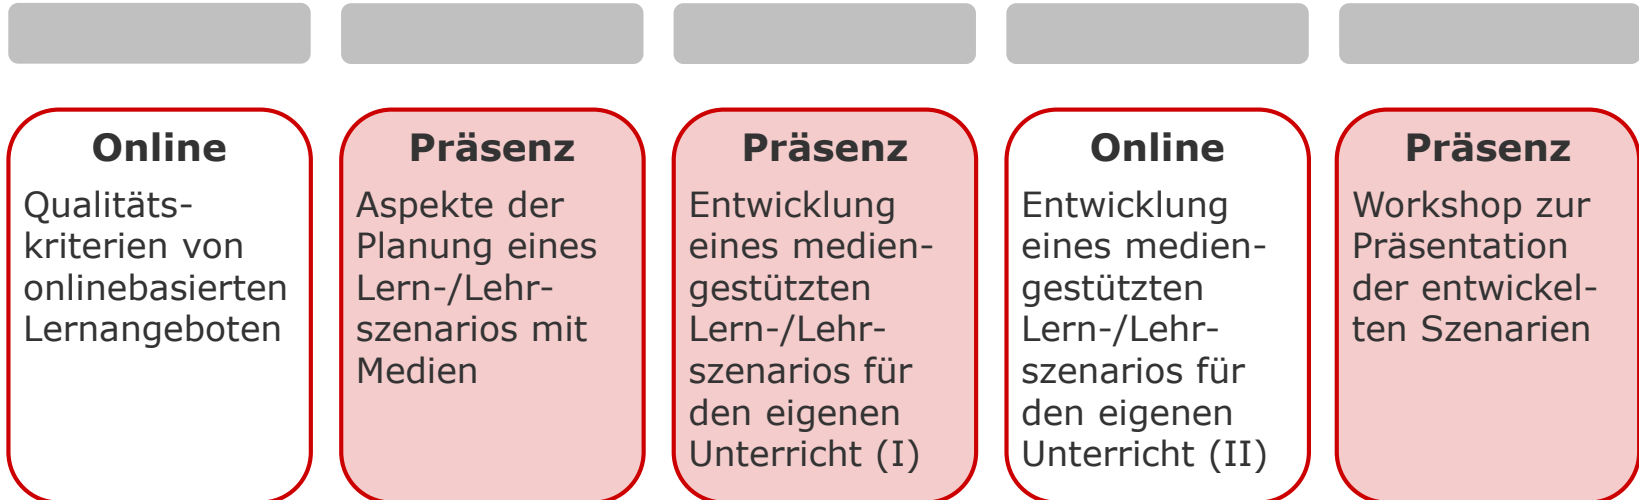 Online
Qualitäts-
kriterien von
onlinebasierten
Lernangeboten
Präsenz
Aspekte der
Planung eines
Lern-/Lehr-
szenarios mit
Medien
Präsenz
Entwicklung
eines medien-
gestützten
Lern-/Lehr-
szenarios für
den eigenen
Unterricht (I)
Online
Entwicklung
eines medien-
gestützten
Lern-/Lehr-
szenarios für
den eigenen
Unterricht (II)
Präsenz
Workshop zur
Präsentation
der entwickel-
ten Szenarien